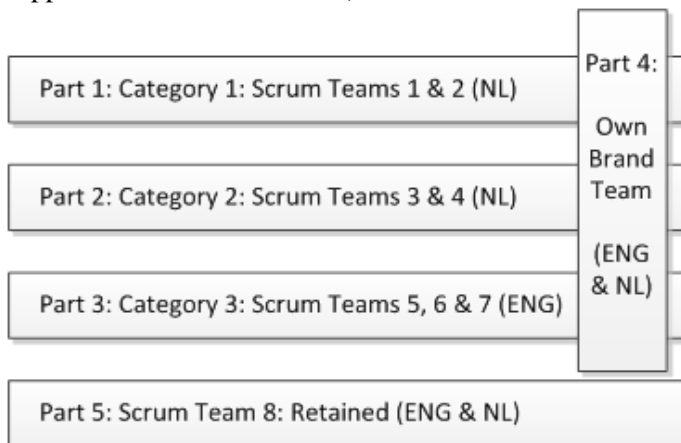 Part 1: Category 1: Scrum Teams 1 & 2 (NL)
Part 2: Category 2: Scrum Teams 3 & 4 (NL)
Part 3: Category 3: Scrum Teams 5, 6 & 7 (ENG)
Part 4:
Own
Brand
Team
(ENG
& NL)
Part 5: Scrum Team 8: Retained (ENG & NL)